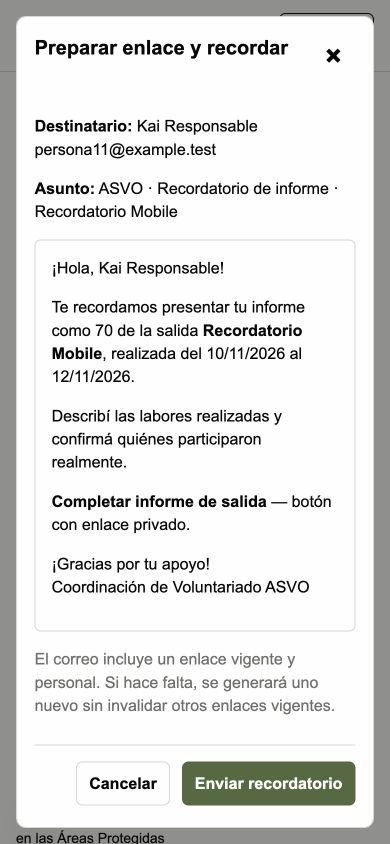 Preparar enlace y recordar
×
Destinatario: Kai Responsable
persona11@example.test
Asunto: ASVO · Recordatorio de informe ·
Recordatorio Mobile
¡Hola, Kai Responsable!
Te recordamos presentar tu informe
como 70 de la salida Recordatorio
Mobile, realizada del 10/11/2026 al
12/11/2026.
Describí las labores realizadas y
confirmá quiénes participaron
realmente.
Completar informe de salida — botón
con enlace privado.
¡Gracias por tu apoyo!
Coordinación de Voluntariado ASVO
El correo incluye un enlace vigente y
personal. Si hace falta, se generará uno
nuevo sin invalidar otros enlaces vigentes.
Cancelar Enviar recordatorio
en las Áreas Protegidas